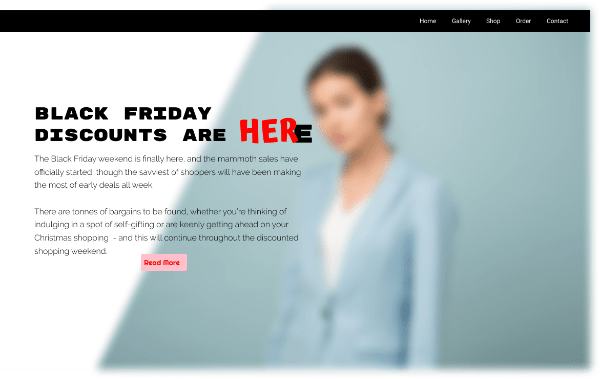 Home Gallery Shop Order Contact
BLACK FRIDAY
DISCOUNTS ARE HERE
The Black Friday weekend is finally here, and the mammoth sales have
officially started though the savviest of shoppers will have been making
the most of early deals all week
There are tonnes of bargains to be found, whether you're thinking of
indulging in a spot of self-gifting or are keenly getting ahead on your
Christmas shopping - and this will continue throughout the discounted
shopping weekend.
Read More